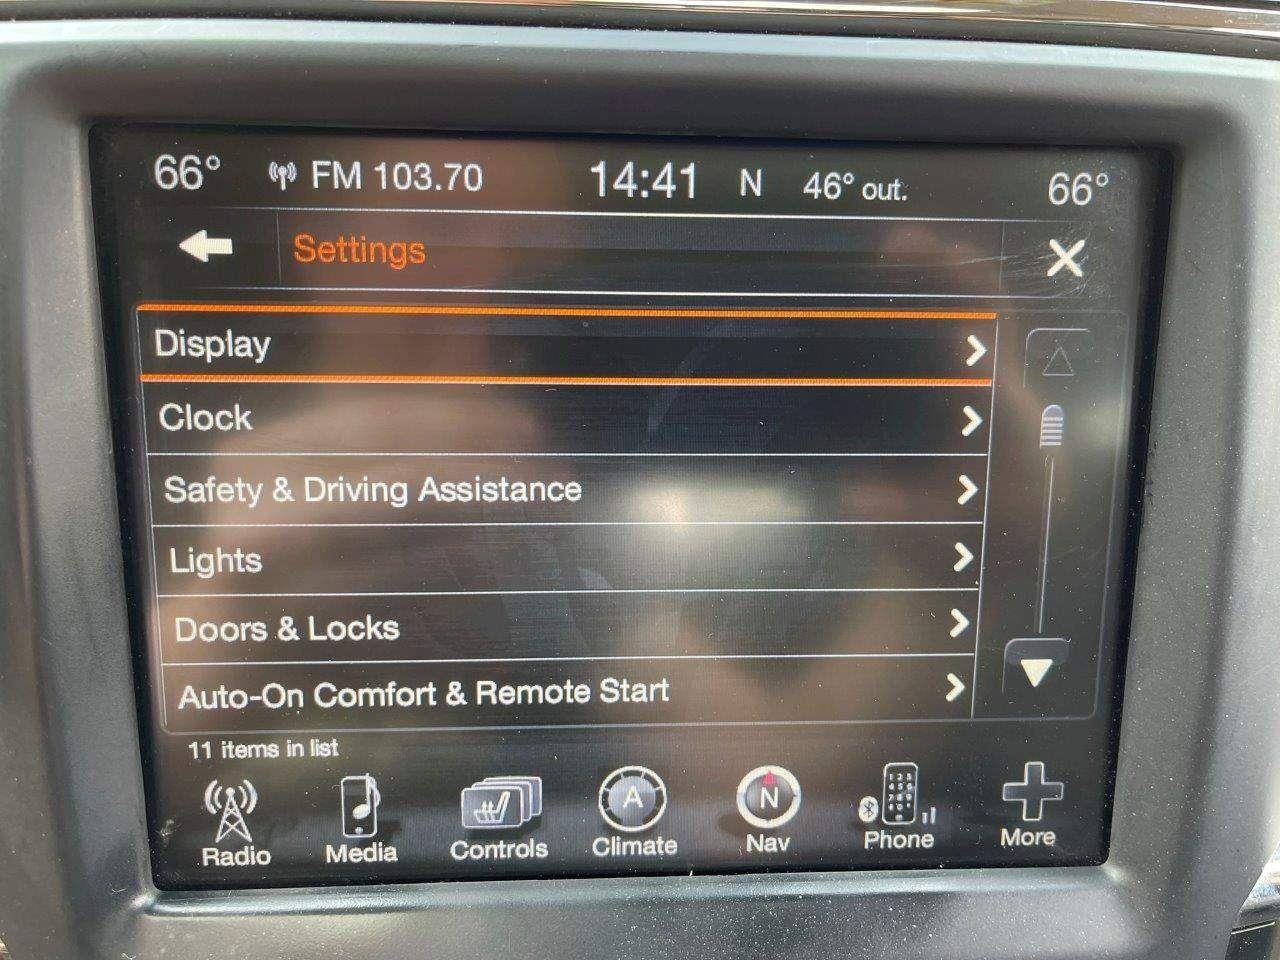 66° FM 103.70 14:41 N 46° out. 66°
Settings
Display
Clock
Safety & Driving Assistance
Lights
Doors & Locks
Auto-On Comfort & Remote Start
11 items in list
A N
Radio Media Controls Climate Nav Phone More